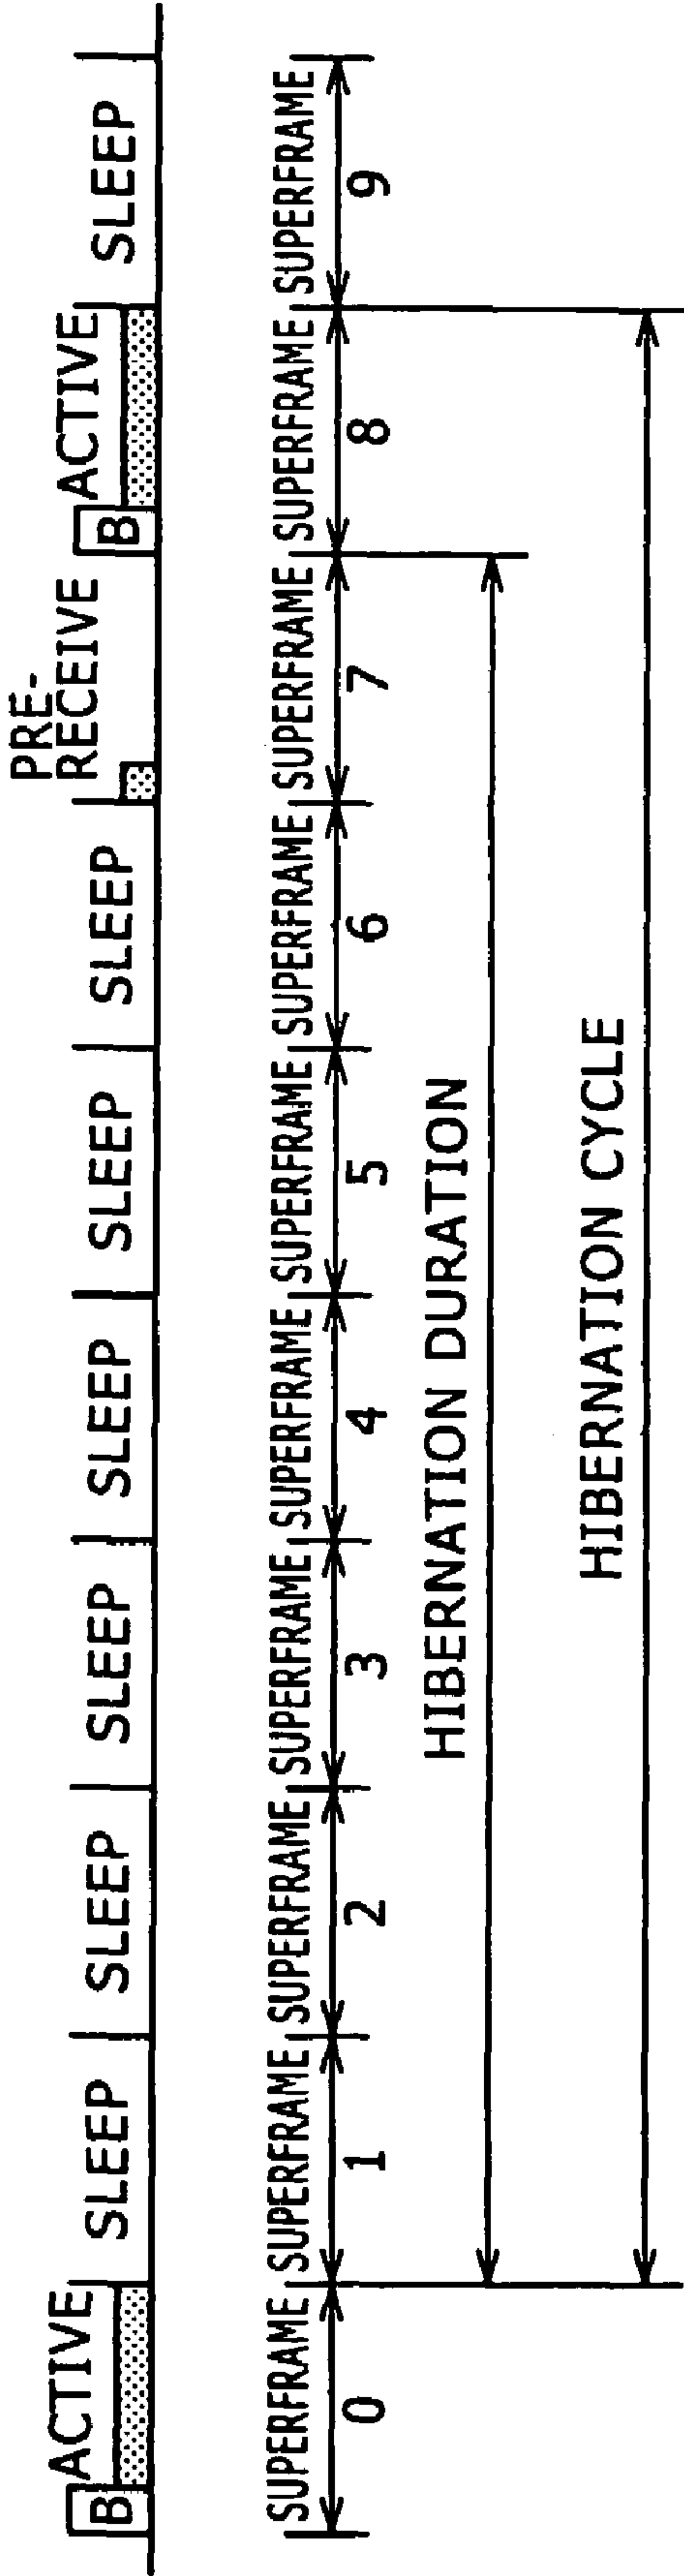 B
ACTIVE
SLEEP
SLEEP
SLEEP
SLEEP
SLEEP
SLEEP
PRE-
RECEIVE
B
ACTIVE
SLEEP
SUPERFRAME
0
SUPERFRAME
1
SUPERFRAME
2
SUPERFRAME
3
SUPERFRAME
4
SUPERFRAME
5
SUPERFRAME
6
SUPERFRAME
7
SUPERFRAME
8
SUPERFRAME
9
HIBERNATION DURATION
HIBERNATION CYCLE